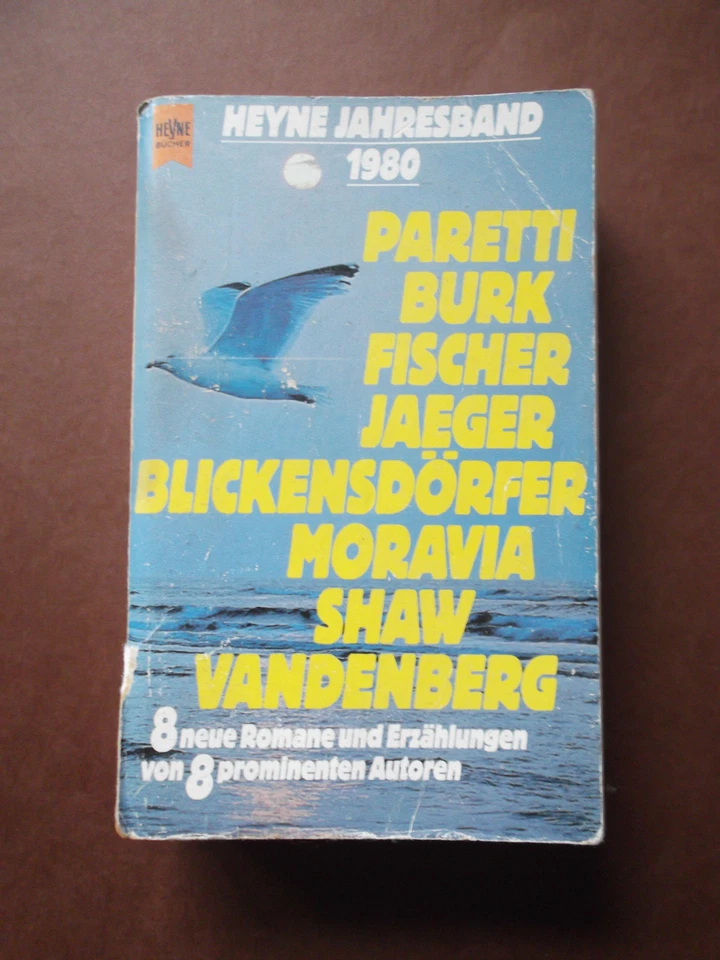 HEYNE
BÜCHER
HEYNE JAHRESBAND
1980
PARETTI
BURK
FISCHER
JAEGER
BLICKENSDÖRFER
MORAVIA
SHAW
VANDENBERG
8 neue Romane und Erzählungen
von 8 prominenten Autoren